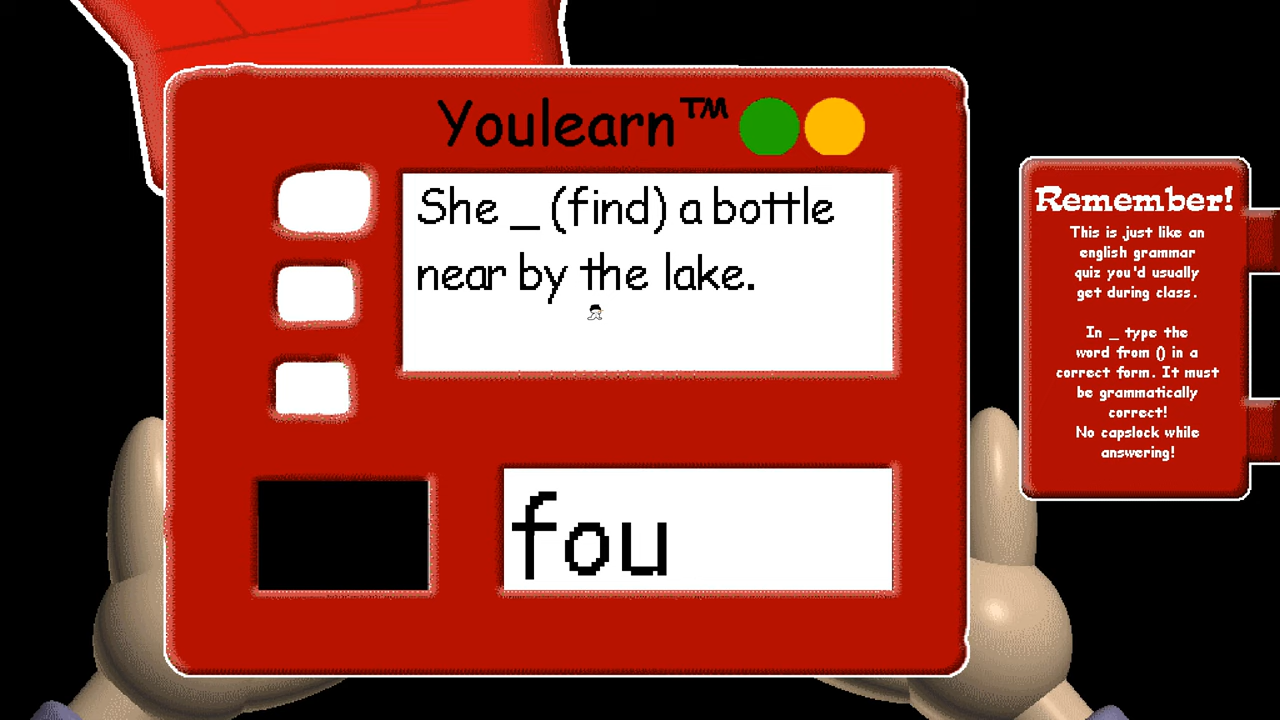 Youlearn™
She _ (find) a bottle
near by the lake.
fou
Remember!
This is just like an
english grammar
quiz you'd usually
get during class.
In _ type the
word from () in a
correct form. It must
be grammatically
correct!
No capslock while
answering!